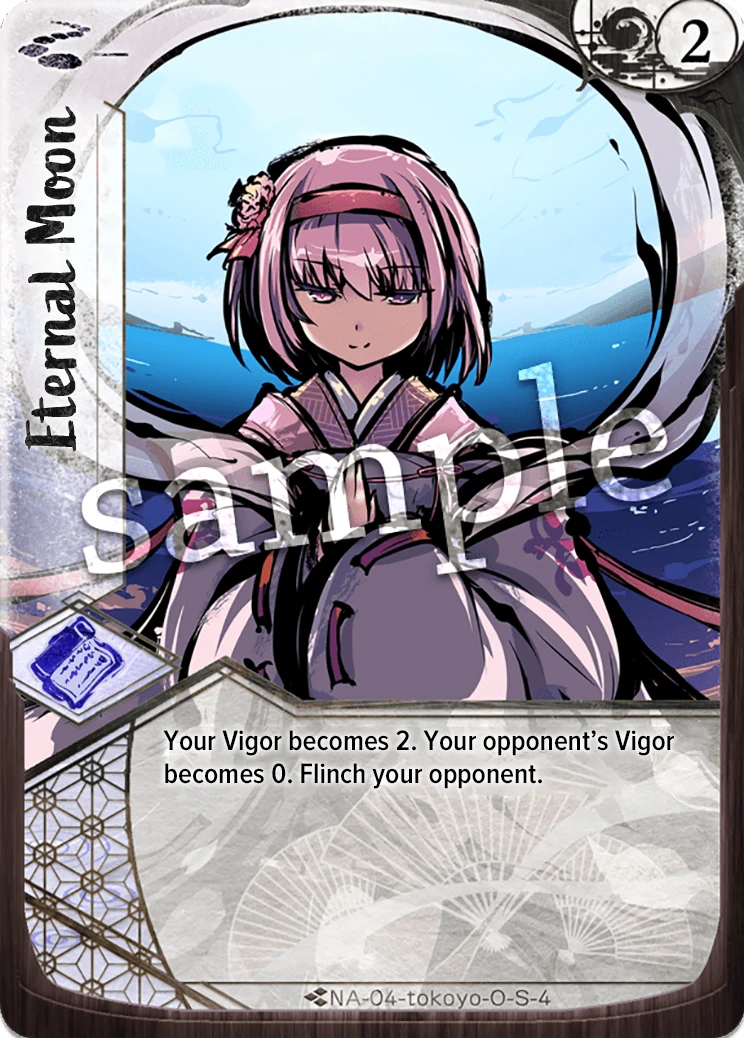 2
Eternal Moon
sample
Your Vigor becomes 2. Your opponent's Vigor
becomes 0. Flinch your opponent.
NA-04-tokoyo-O-S-4